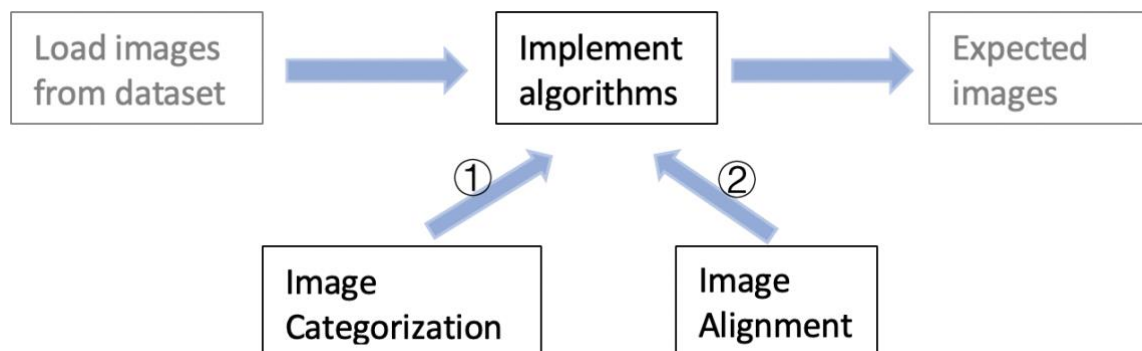 Load images
from dataset
Implement
algorithms
Expected
images
①
②
Image
Categorization
Image
Alignment